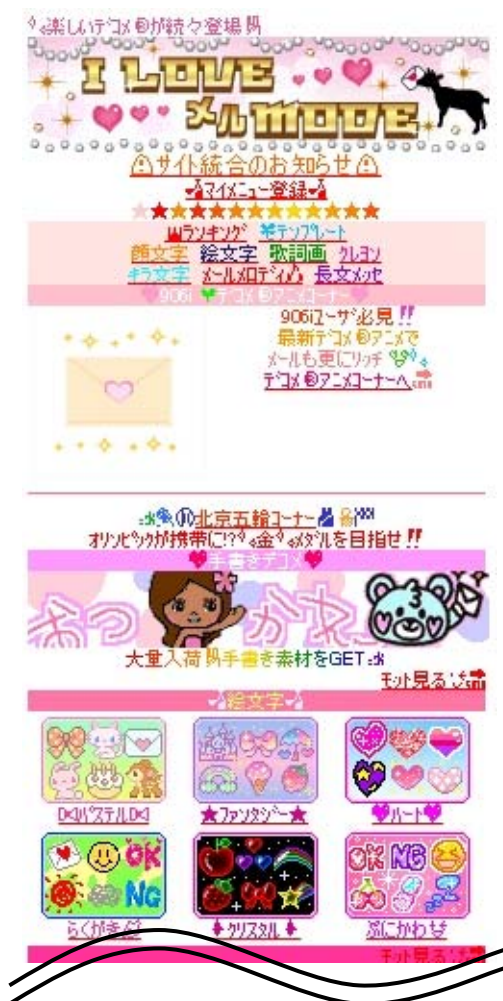 楽しいデコメ®が続々登場
I LOVE
メルMODE
サイト統合のお知らせ
マイメニュー登録
★★★★★★★★★★★★★
ランキング テンプレート
顔文字 絵文字 歌詞画 クレヨン
キラ文字 メールメロディ 長文メッセ
906i デコメ®アニメコーナー
906iユーザ必見!!
最新デコメ®アニメで
メールも更にリッチ
デコメ®アニメコーナーへ
北京五輪コーナー
オリンピックが携帯に!?金メダルを目指せ!!
手書きデコメ
大量入荷 手書き素材をGET
モット見る
絵文字
OK
NG
OK NG
パステル
★ファンタジー★
ハート
らくがき
クリスタル
ぷにかわ
モット見る